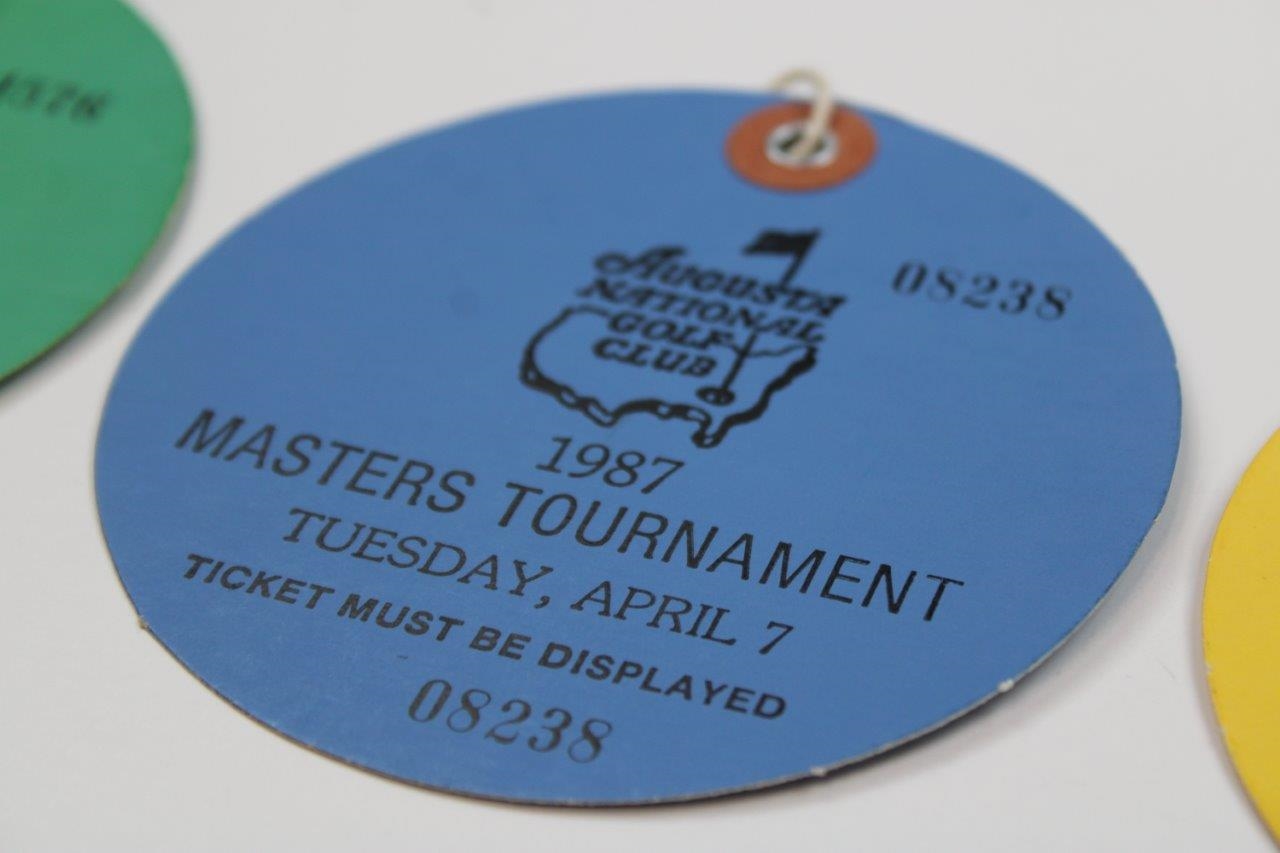 Augusta
NATIONAL
GOLF
CLUB
08238
1987
MASTERS TOURNAMENT
TUESDAY, APRIL 7
TICKET MUST BE DISPLAYED
08238